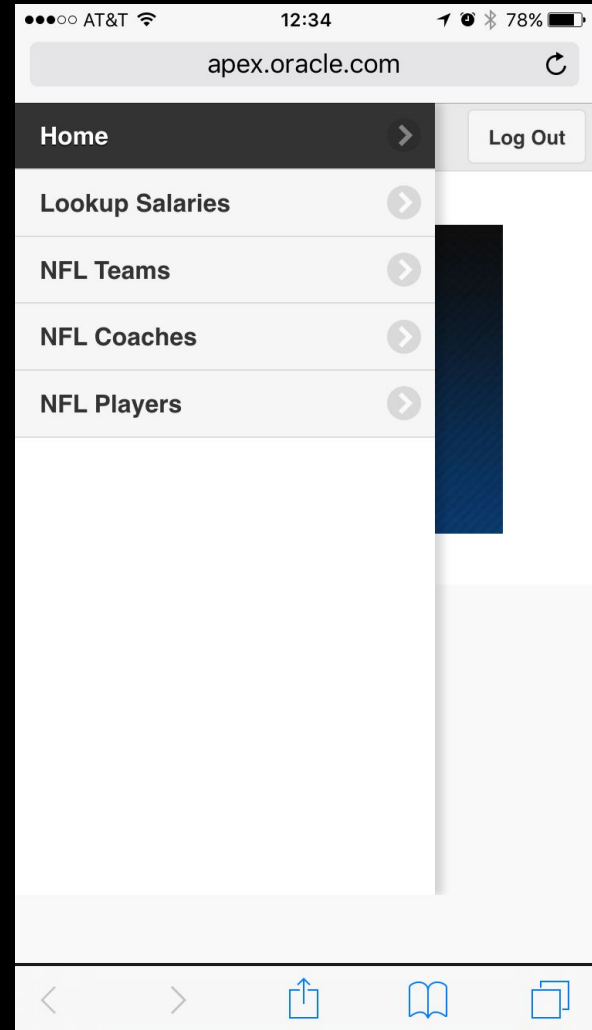 AT&T 12:34 78%
apex.oracle.com
Home Log Out
Lookup Salaries
NFL Teams
NFL Coaches
NFL Players